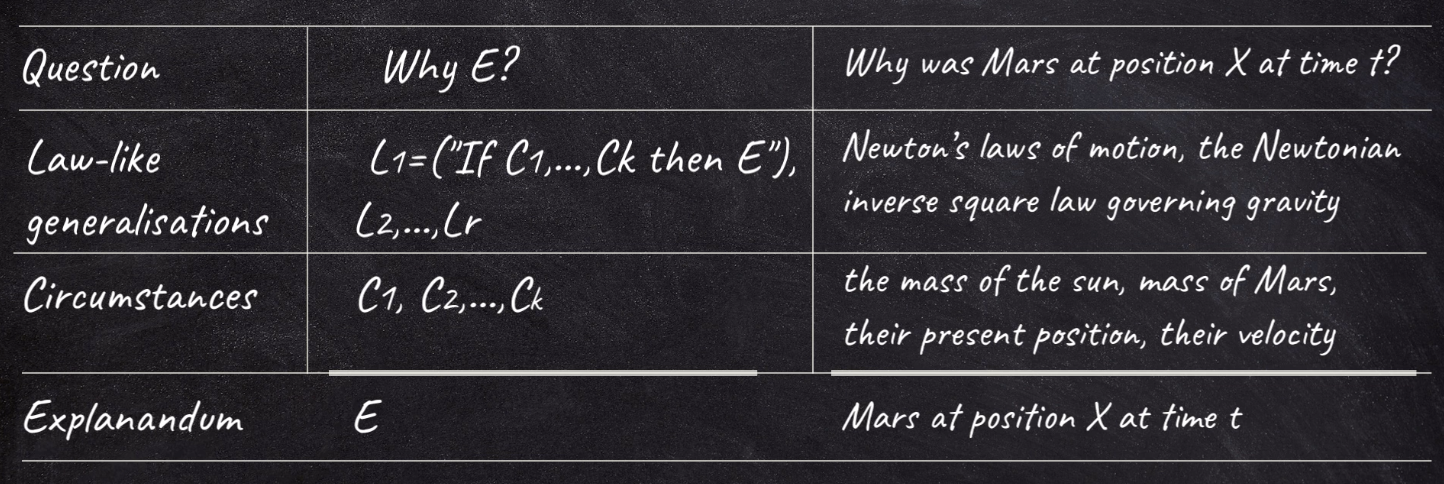 Question
Why E?
Why was Mars at position X at time t?
Law-like
generalisations
L1=("If C1,...,Ck then E"),
L2,...,Lr
Newton's laws of motion, the Newtonian
inverse square law governing gravity
Circumstances
C1, C2,...,Ck
the mass of the sun, mass of Mars,
their present position, their velocity
Explanandum
E
Mars at position X at time t